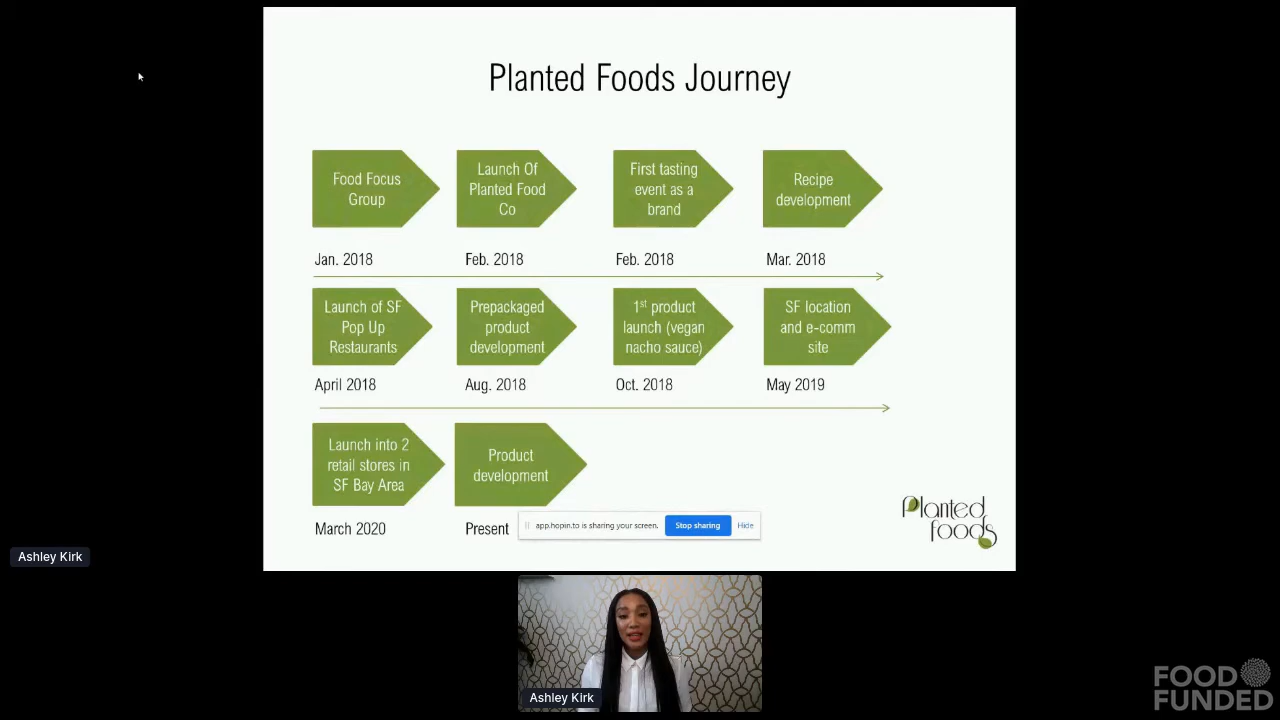 Planted Foods Journey
Food Focus
Group
Launch Of
Planted Food
Co
First tasting
event as a
brand
Recipe
development
Jan. 2018
Feb. 2018
Feb. 2018
Mar. 2018
Launch of SF
Pop Up
Restaurants
Prepackaged
product
development
1st product
launch (vegan
nacho sauce)
SF location
and e-comm
site
April 2018
Aug. 2018
Oct. 2018
May 2019
Launch into 2
retail stores in
SF Bay Area
Product
development
March 2020
Present
app.hopin.to is sharing your screen.
Stop sharing
Hide
Planted
foods
Ashley Kirk
Ashley Kirk
FOOD
FUNDED